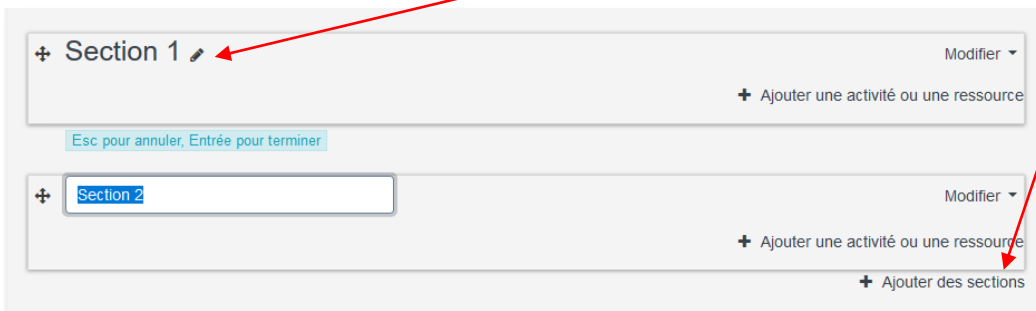 Section 1
Modifier
Ajouter une activité ou une ressource
Esc pour annuler, Entrée pour terminer
Section 2
Modifier
Ajouter une activité ou une ressource
Ajouter des sections